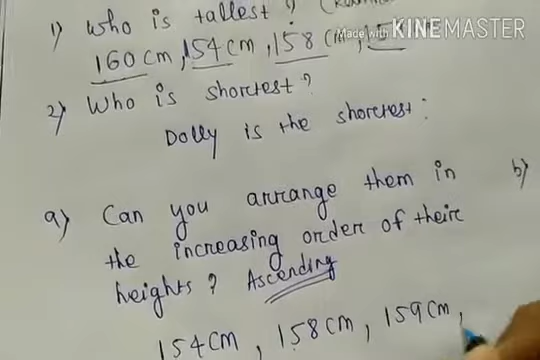 1) Who is tallest ?
160 cm, 154 cm, 158 cm,
Made with KINEMASTER
2) Who is shortest ?
Dolly is the shortest :
a) Can you arrange them in
b)
the increasing order of their
heights ? Ascending
154 cm, 158 cm, 159 cm,